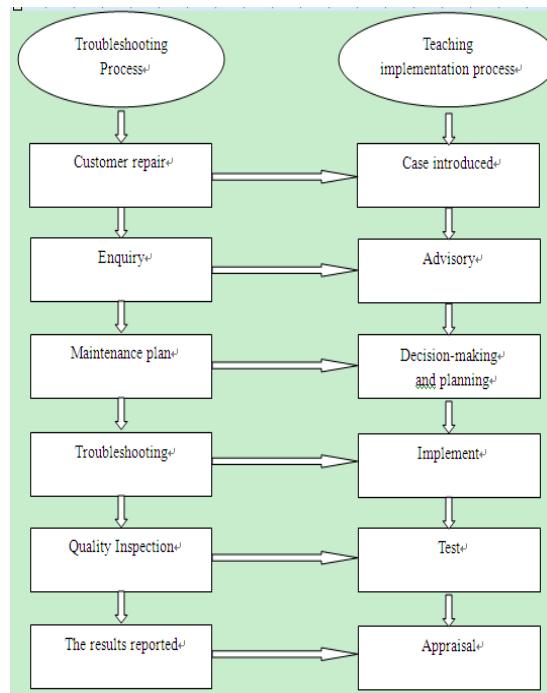 Troubleshooting
Process
Teaching
implementation process
Customer repair
Case introduced
Enquiry
Advisory
Maintenance plan
Decision-making
and planning
Troubleshooting
Implement
Quality Inspection
Test
The results reported
Appraisal